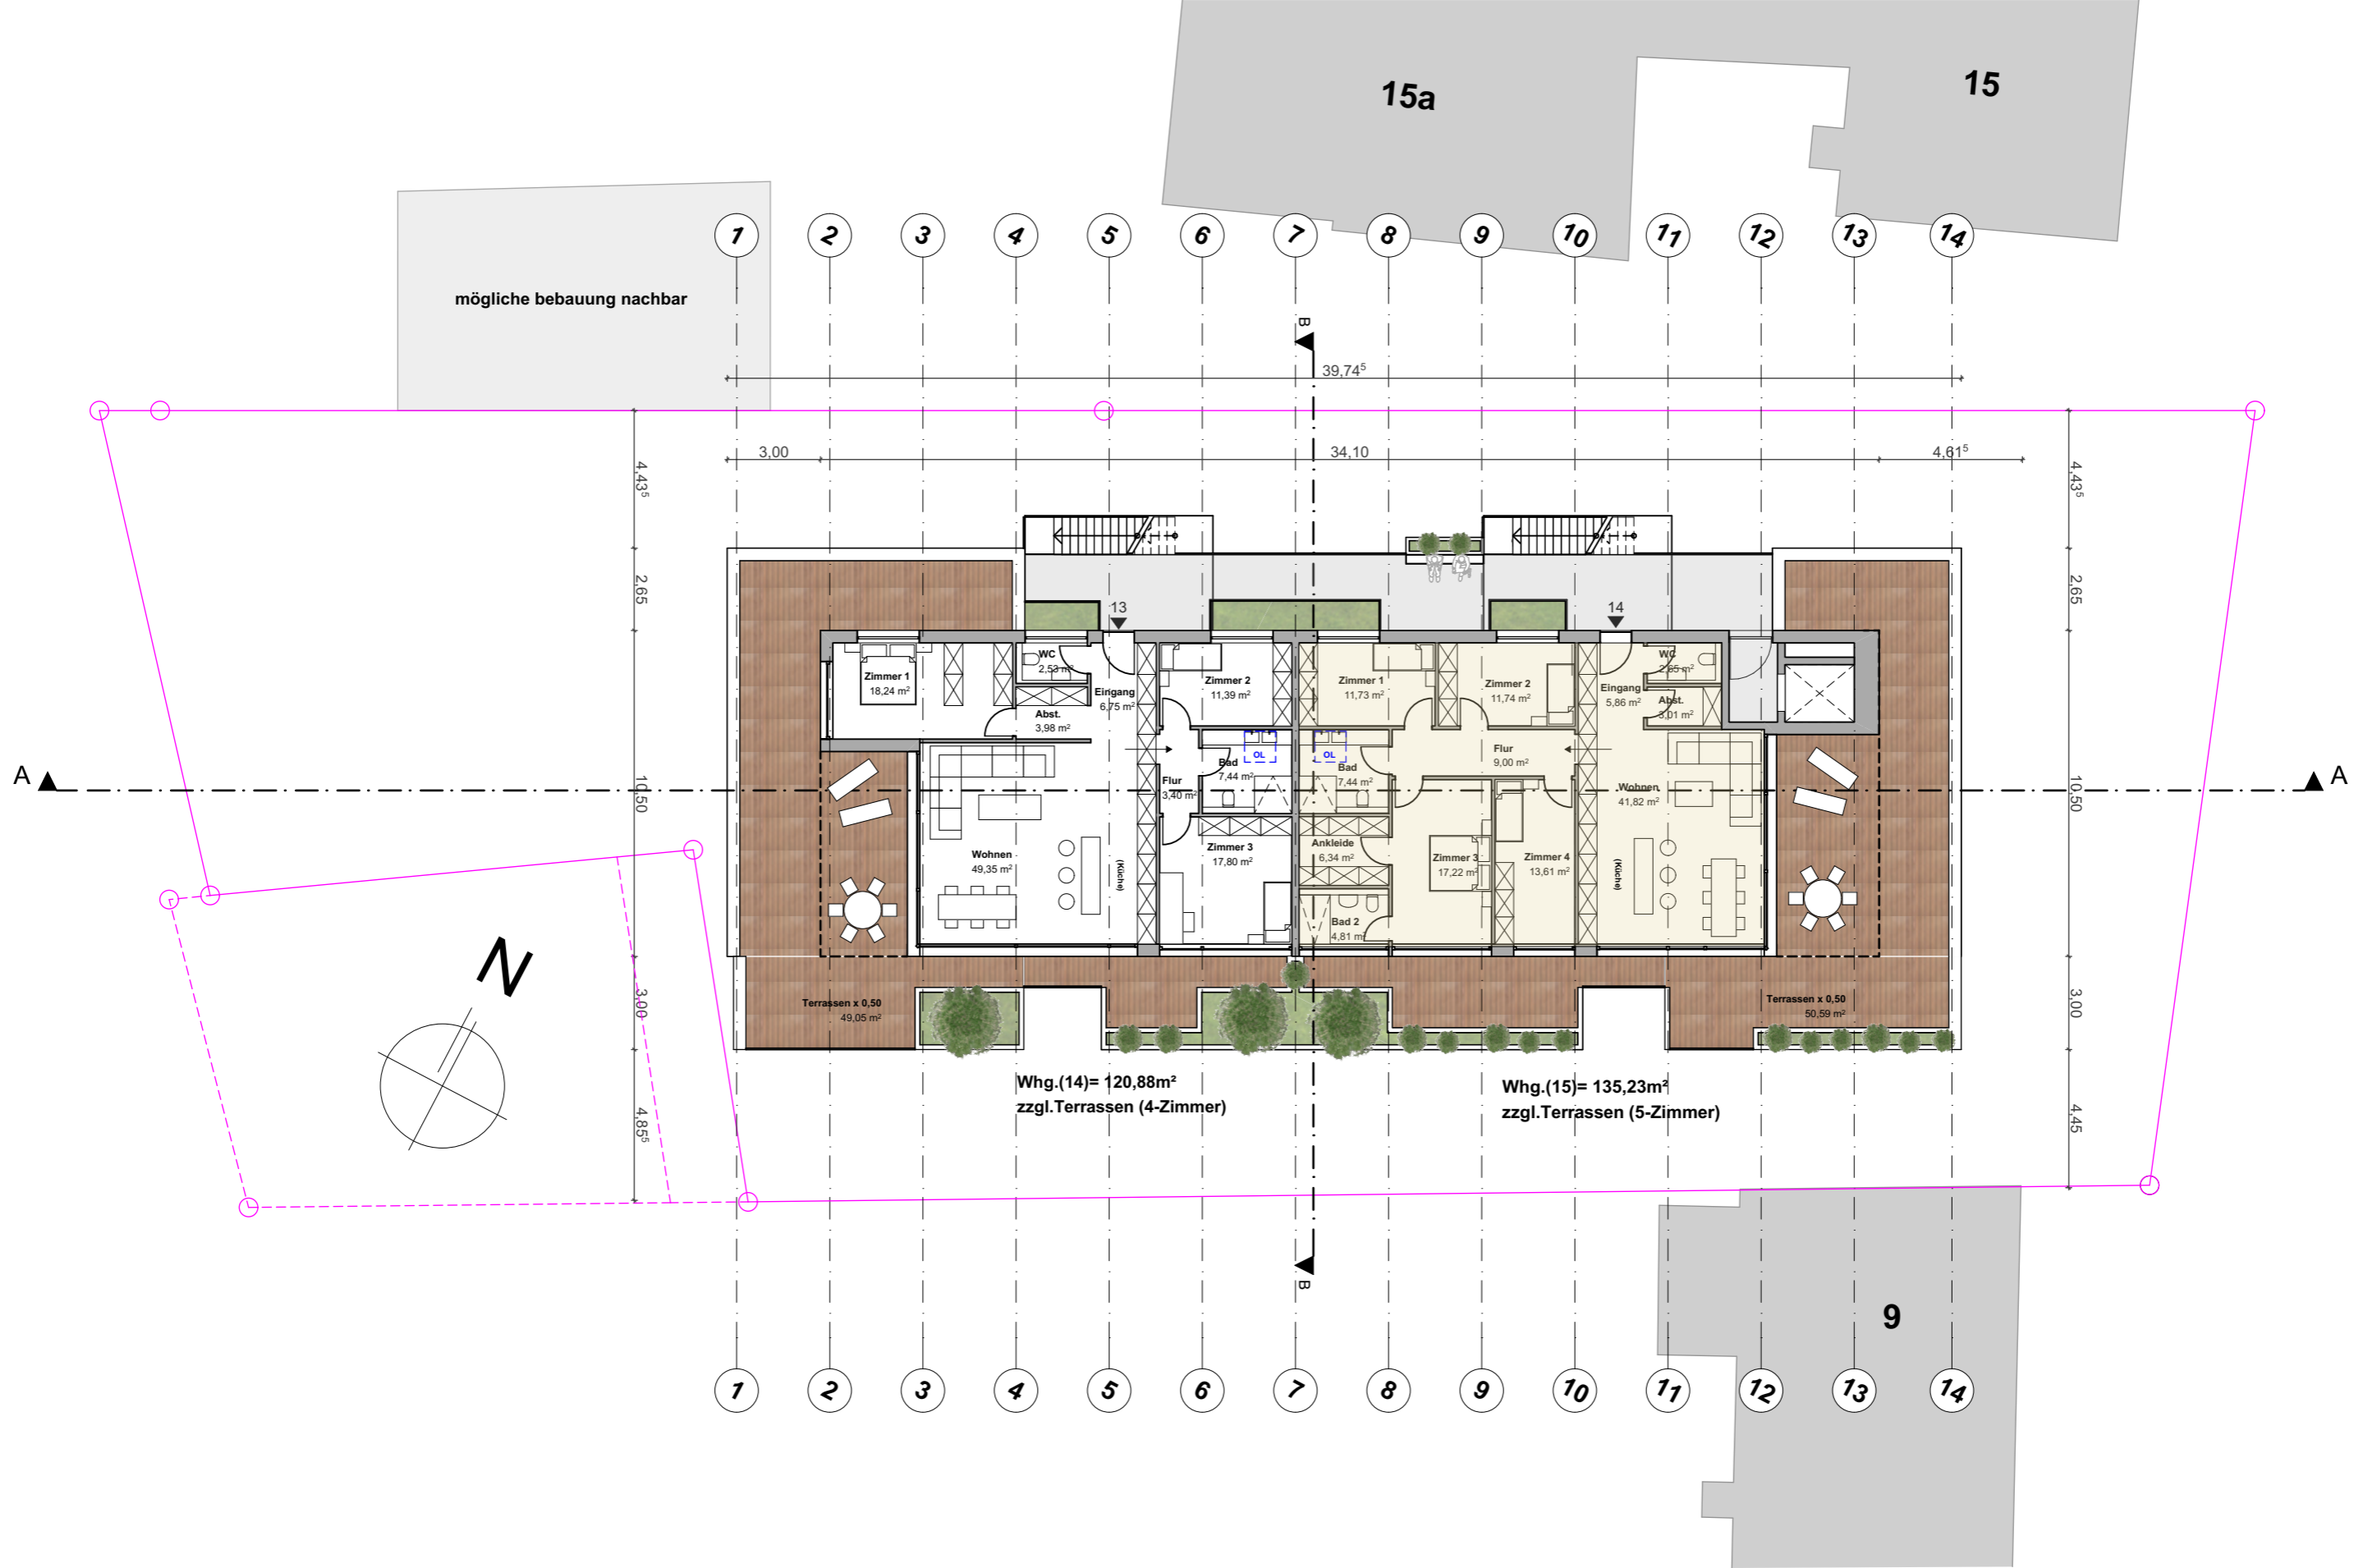 15a
15
1
2
3
4
5
6
7
8
9
10
11
12
13
14
mögliche bebauung nachbar
B
39,74⁵
3,00
34,10
4,61⁵
4,43⁵
4,43⁵
2,65
2,65
13
14
WC
2,53 m²
Zimmer 1
18,24 m²
Eingang
6,75 m²
Abst.
3,98 m²
Zimmer 2
11,39 m²
Zimmer 1
11,73 m²
Zimmer 2
11,74 m²
WC
2,65 m²
Eingang
5,86 m²
Abst.
3,01 m²
OL
OL
Bad
7,44 m²
Bad
7,44 m²
Flur
3,40 m²
Flur
9,00 m²
A
A
10,50
10,50
Wohnen
41,82 m²
Wohnen
49,35 m²
(Küche)
Zimmer 3
17,80 m²
Ankleide
6,34 m²
Zimmer 3
17,22 m²
Zimmer 4
13,61 m²
(Küche)
Bad 2
4,81 m²
N
3,00
3,00
Terrassen x 0,50
49,05 m²
Terrassen x 0,50
50,59 m²
Whg.(14)= 120,88m²
zzgl.Terrassen (4-Zimmer)
Whg.(15)= 135,23m²
zzgl.Terrassen (5-Zimmer)
4,85⁵
4,45
B
9
1
2
3
4
5
6
7
8
9
10
11
12
13
14